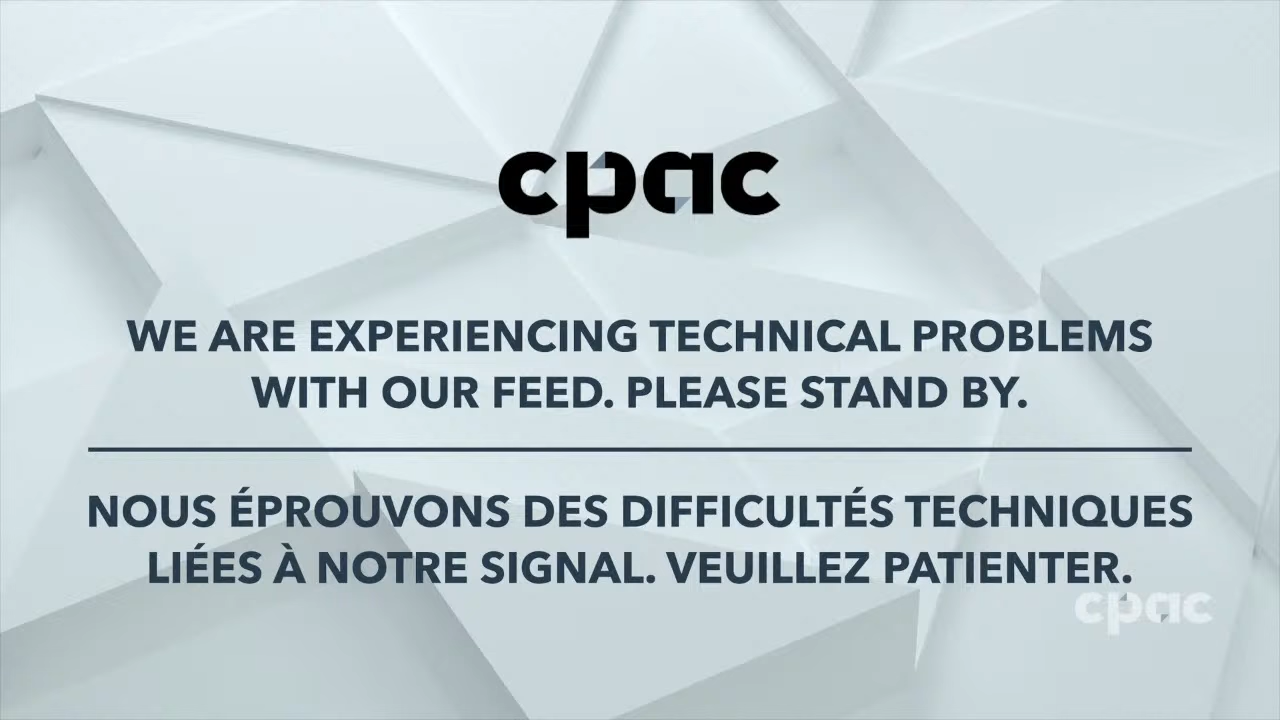 cpac
WE ARE EXPERIENCING TECHNICAL PROBLEMS
WITH OUR FEED. PLEASE STAND BY.
NOUS ÉPROUVONS DES DIFFICULTÉS TECHNIQUES
LIÉES À NOTRE SIGNAL. VEUILLEZ PATIENTER.
cpac